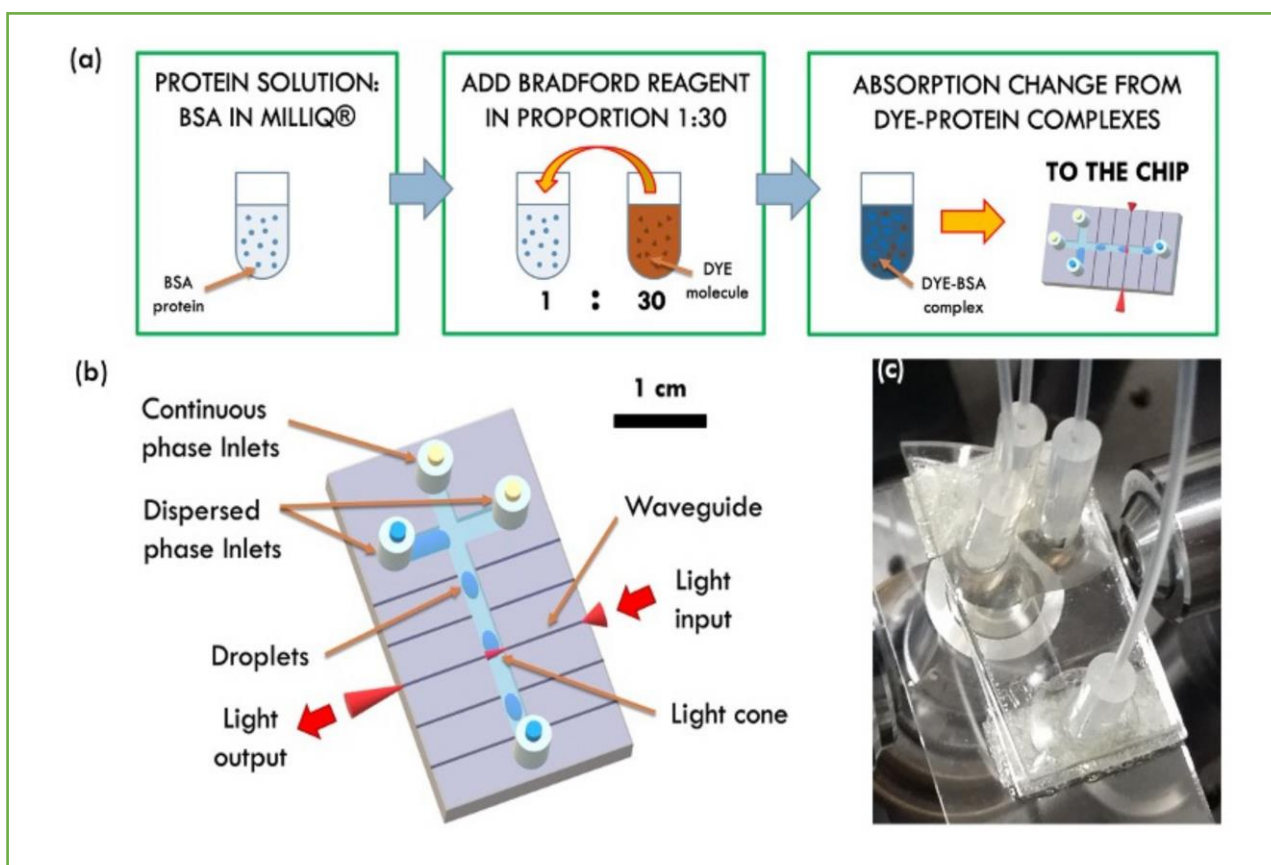 (a)
PROTEIN SOLUTION:
BSA IN MILLIQ®
BSA
protein
ADD BRADFORD REAGENT
IN PROPORTION 1:30
DYE
molecule
1 : 30
ABSORPTION CHANGE FROM
DYE-PROTEIN COMPLEXES
TO THE CHIP
DYE-BSA
complex
(b)
1 cm
Continuous
phase Inlets
Dispersed
phase Inlets
Waveguide
Light
input
Droplets
Light
output
Light cone
(c)